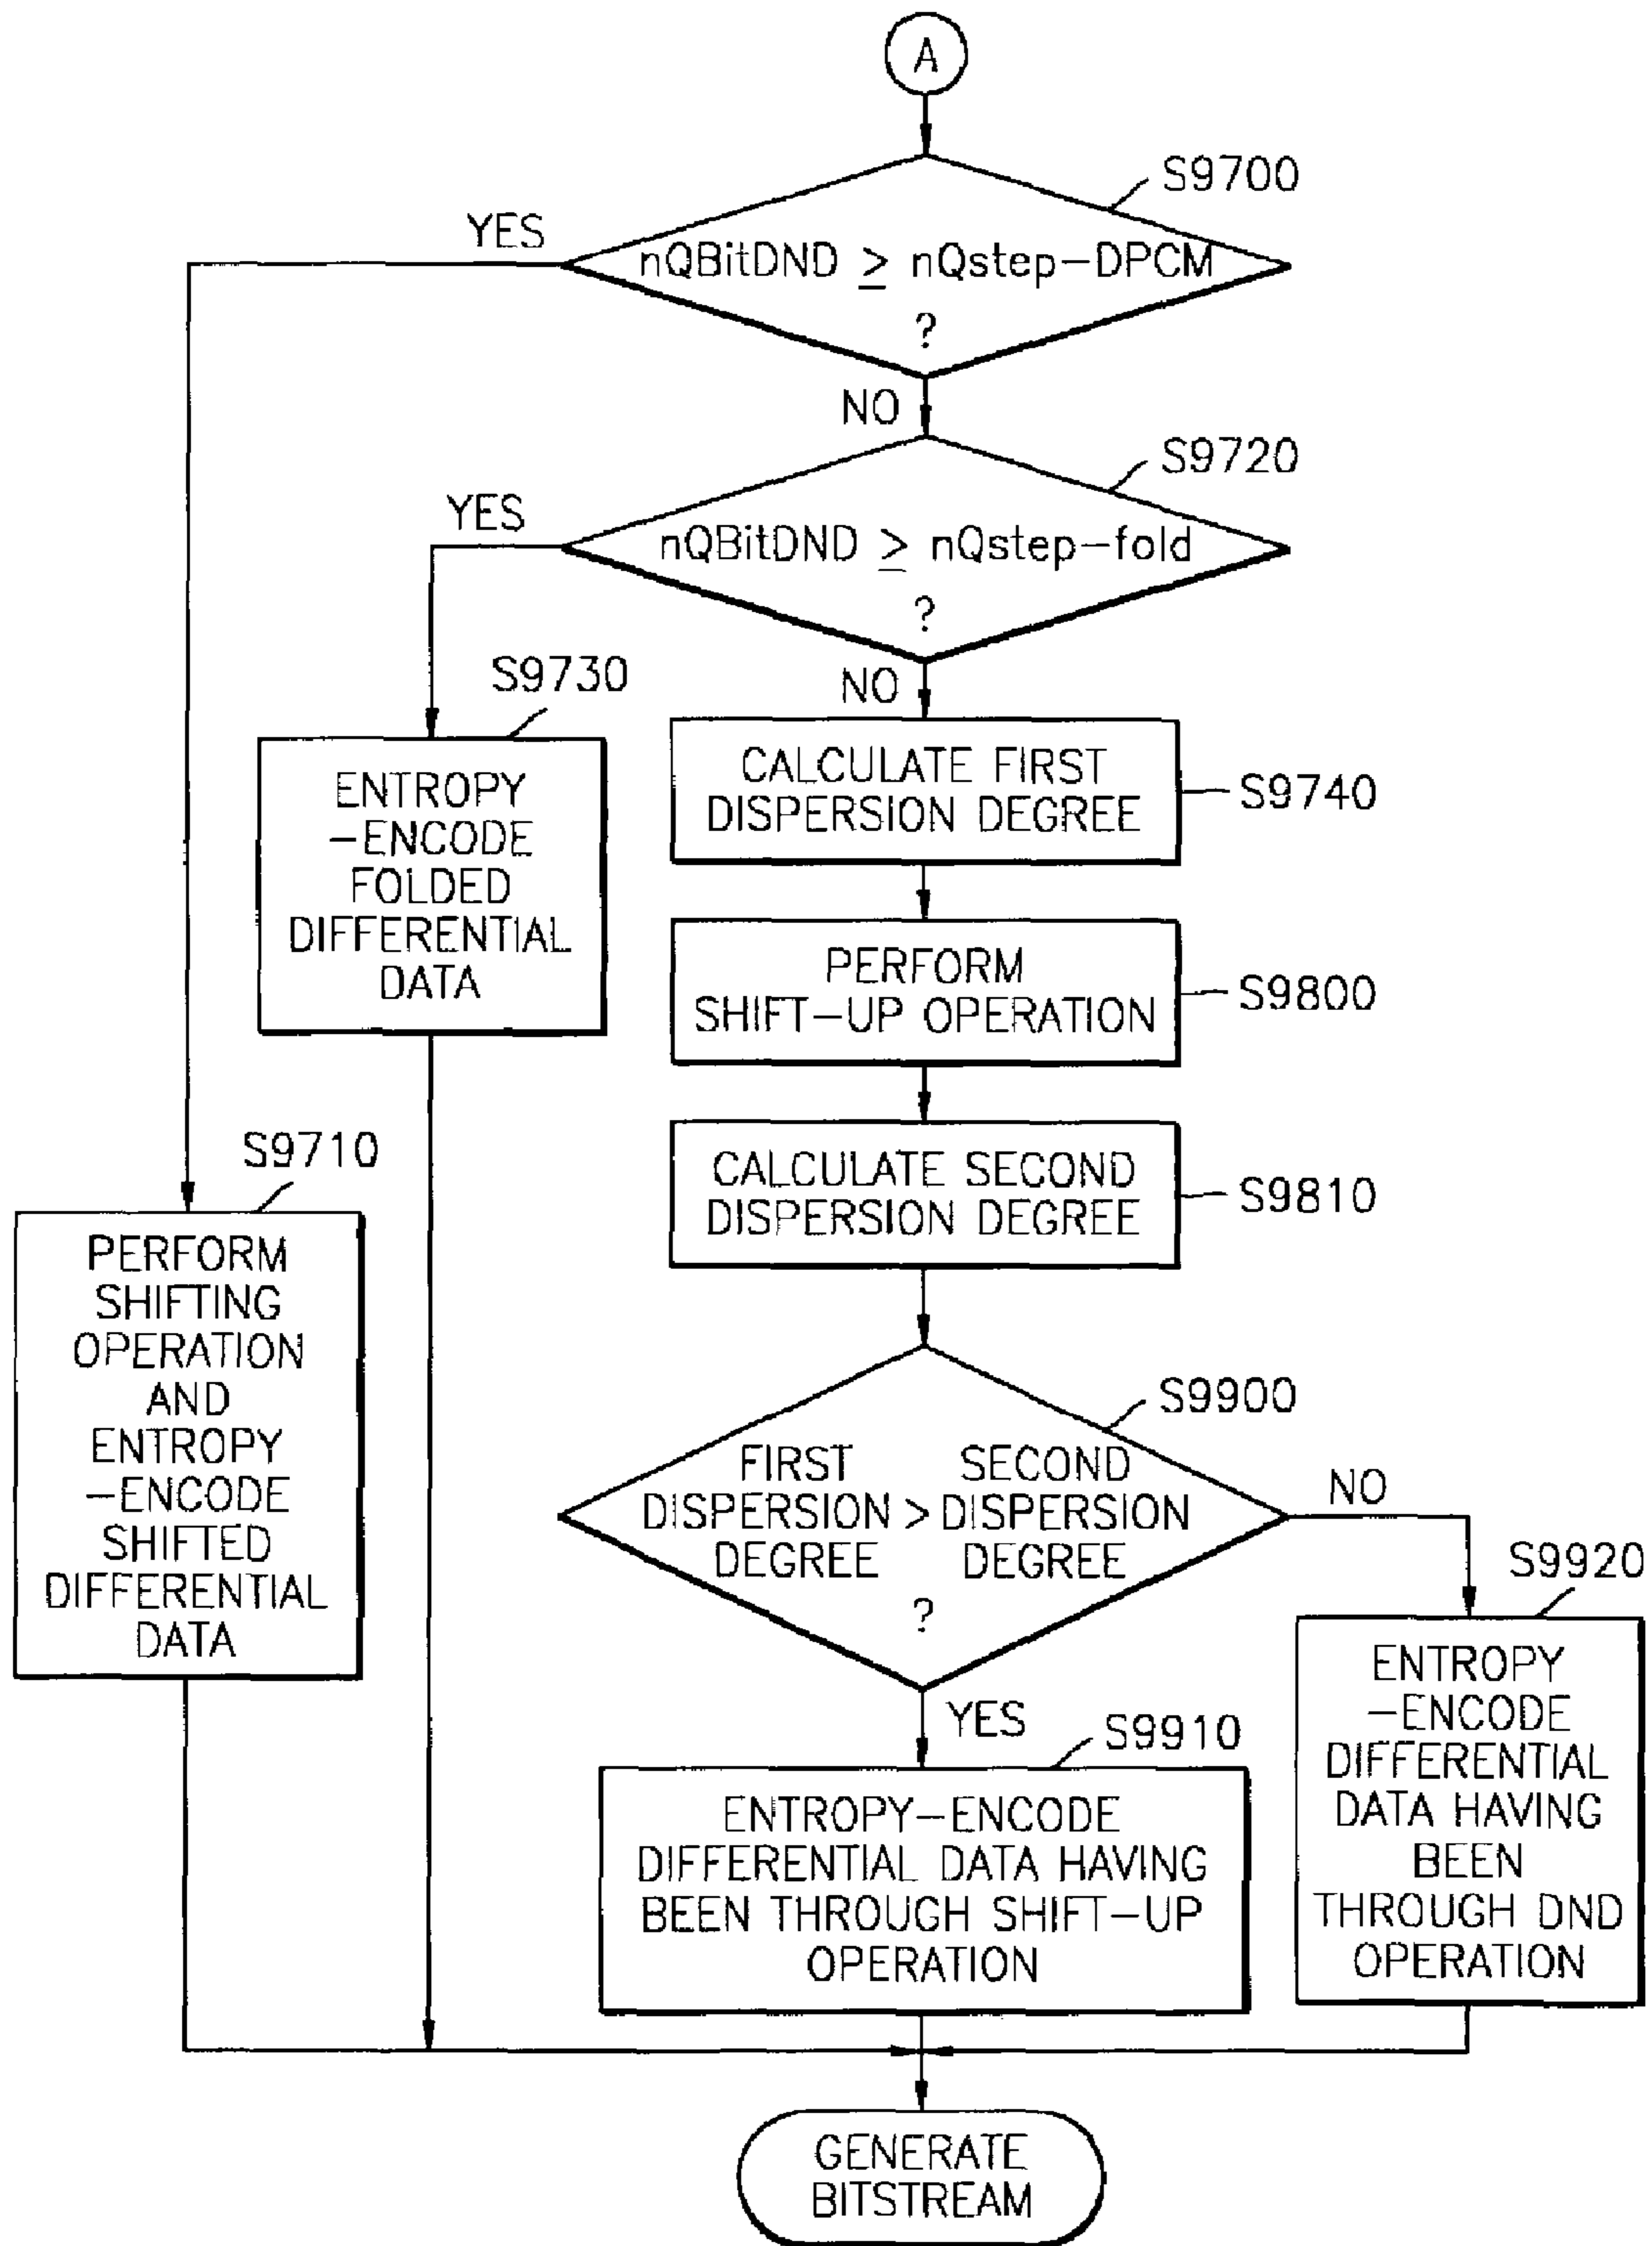 A
S9700
YES
nQBitDND ≥ nQstep-DPCM
?
NO
S9720
YES
nQBitDND ≥ nQstep-fold
?
NO
S9730
ENTROPY
-ENCODE
FOLDED
DIFFERENTIAL
DATA
CALCULATE FIRST
DISPERSION DEGREE
S9740
PERFORM
SHIFT-UP OPERATION
S9800
CALCULATE SECOND
DISPERSION DEGREE
S9810
S9710
PERFORM
SHIFTING
OPERATION
AND
ENTROPY
-ENCODE
SHIFTED
DIFFERENTIAL
DATA
S9900
FIRST SECOND
DISPERSION > DISPERSION
DEGREE DEGREE
?
NO
YES
S9920
ENTROPY
-ENCODE
DIFFERENTIAL
DATA HAVING
BEEN
THROUGH DND
OPERATION
S9910
ENTROPY-ENCODE
DIFFERENTIAL DATA HAVING
BEEN THROUGH SHIFT-UP
OPERATION
GENERATE
BITSTREAM